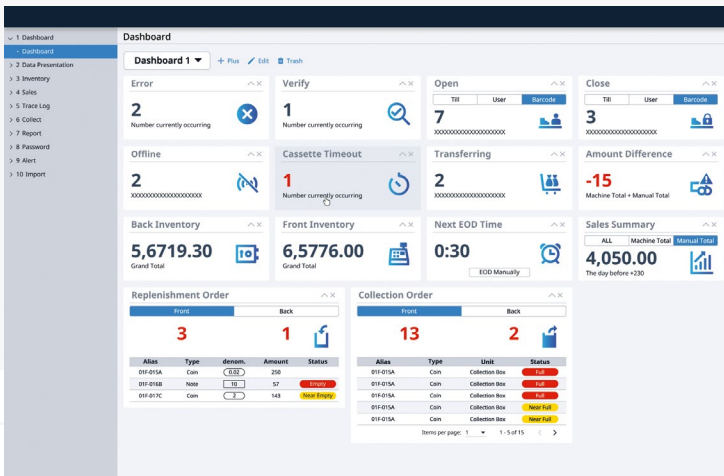 1 Dashboard
Dashboard
2 Data Presentation
3 Inventory
4 Sales
5 Trace Log
6 Collect
7 Report
8 Password
9 Alert
10 Import
Dashboard
Dashboard 1 Plus Edit Trash
Error
2
Number currently occurring
Verify
1
Number currently occurring
Open
Till User Barcode
7
XXXXXXXXXXXXXXXXXXXX
Close
Till User Barcode
3
XXXXXXXXXXXXXXXXXXXX
Offline
2
XXXXXXXXXXXXXXXXXXXX
Cassette Timeout
1
Number currently occurring
Transferring
2
XXXXXXXXXXXXXXXXXXXX
Amount Difference
-15
Machine Total + Manual Total
Back Inventory
5,6719.30
Grand Total
Front Inventory
6,5776.00
Grand Total
Next EOD Time
0:30
EOD Manually
Sales Summary
ALL Machine Total Manual Total
4,050.00
The day before +230
Replenishment Order
Front Back
3 1
Alias Type denom. Amount Status
01F-015A Coin 0.02 250
01F-016B Note 10 57 Empty
01F-017C Coin 2 143 Near Empty
Collection Order
Front Back
13 2
Alias Type Unit Status
01F-015A Coin Collection Box Full
01F-015A Coin Collection Box Full
01F-015A Coin Collection Box Full
01F-015A Coin Collection Box Near Full
01F-015A Coin Collection Box Near Full
Items per page: 1 1 - 5 of 15